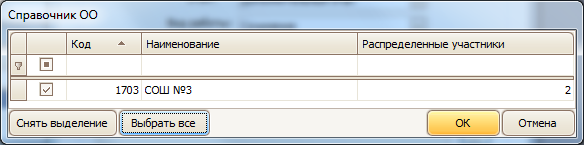 Справочник ОО
Код Наименование Распределенные участники
1703 СОШ №3 2
Снять выделение Выбрать все ОК Отмена